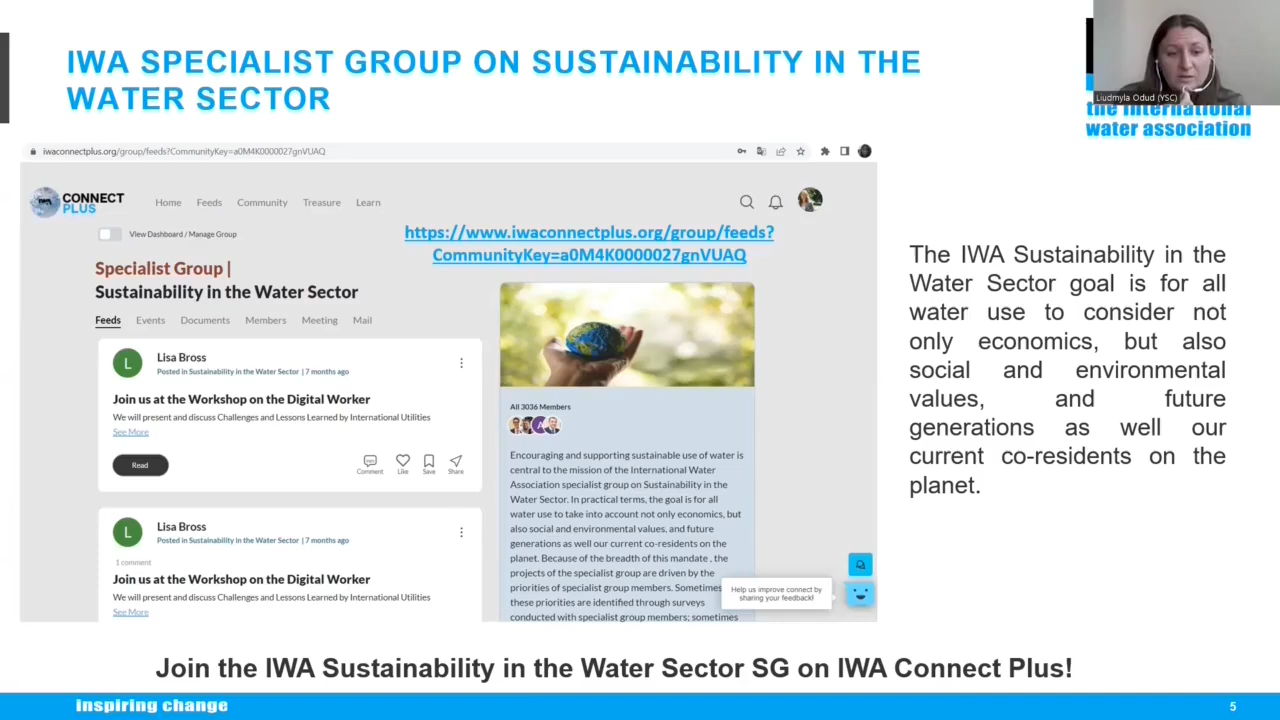 IWA SPECIALIST GROUP ON SUSTAINABILITY IN THE
WATER SECTOR
Liudmyla Odud (YSC)
the international
water association
iwaconnectplus.org/group/feeds?CommunityKey=a0M4K0000027gnVUAQ
IWA
CONNECT
PLUS
Home
Feeds
Community
Treasure
Learn
View Dashboard / Manage Group
https://www.iwaconnectplus.org/group/feeds?
CommunityKey=a0M4K0000027gnVUAQ
Specialist Group |
Sustainability in the Water Sector
Feeds
Events
Documents
Members
Meeting
Mail
L
Lisa Bross
Posted in Sustainability in the Water Sector | 7 months ago
Join us at the Workshop on the Digital Worker
We will present and discuss Challenges and Lessons Learned by International Utilities
See More
Read
Comment
Like
Save
Share
L
Lisa Bross
Posted in Sustainability in the Water Sector | 7 months ago
1 comment
Join us at the Workshop on the Digital Worker
We will present and discuss Challenges and Lessons Learned by International Utilities
See More
All 3036 Members
A
Encouraging and supporting sustainable use of water is
central to the mission of the International Water
Association specialist group on Sustainability in the
Water Sector. In practical terms, the goal is for all
water use to take into account not only economics, but
also social and environmental values, and future
generations as well our current co-residents on the
planet. Because of the breadth of this mandate , the
projects of the specialist group are driven by the
priorities of specialist group members. Sometimes
these priorities are identified through surveys
conducted with specialist group members; sometimes
Help us improve connect by
sharing your feedback!
The IWA Sustainability in the
Water Sector goal is for all
water use to consider not
only economics, but also
social and environmental
values, and future
generations as well our
current co-residents on the
planet.
Join the IWA Sustainability in the Water Sector SG on IWA Connect Plus!
inspiring change
5